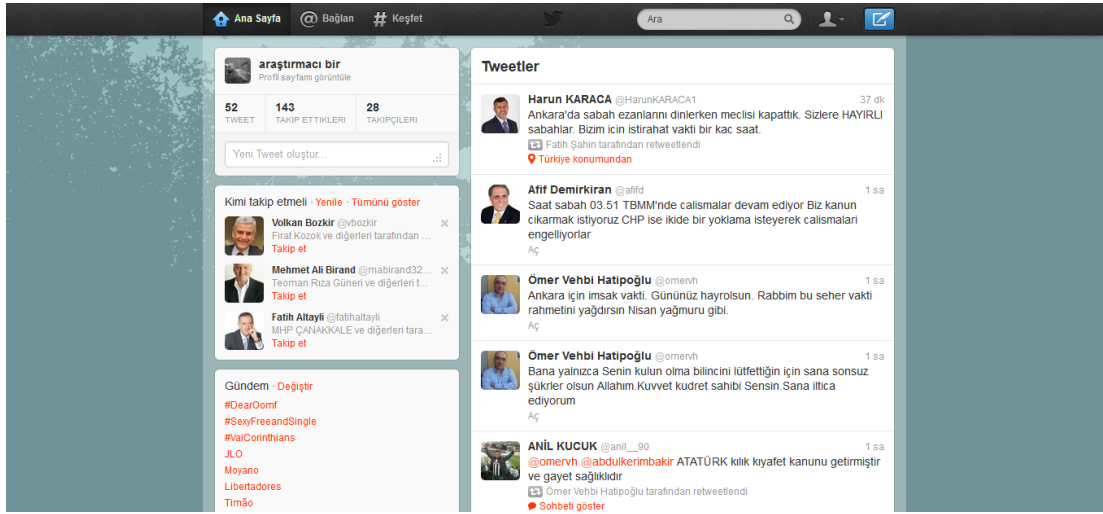 Ana Sayfa
@ Bağlan
# Keşfet
Ara
araştırmacı bir
Profil sayfamı görüntüle
52
TWEET
143
TAKIP ETTIKLERI
28
TAKIPÇILERI
Yeni Tweet oluştur...
Kimi takip etmeli · Yenile · Tümünü göster
Volkan Bozkir @vbozkir
Fırat Kozok ve diğerleri tarafından ...
Takip et
Mehmet Ali Birand @mabirand32...
Teoman Rıza Güneri ve diğerleri t...
Takip et
Fatih Altayli @fatihaltayli
MHP ÇANAKKALE ve diğerleri tara...
Takip et
Gündem · Değiştir
#DearOomf
#SexyFreeandSingle
#VaiCorinthians
JLO
Moyano
Libertadores
Timão
Tweetler
Harun KARACA @HarunKARACA1 37 dk
Ankara'da sabah ezanlarını dinlerken meclisi kapattık. Sizlere HAYIRLI
sabahlar. Bizim için istirahat vakti bir kac saat.
Fatih Şahin tarafından retweetlendi
Türkiye konumundan
Afif Demirkiran @afifd 1 sa
Saat sabah 03.51 TBMM'nde calismalar devam ediyor Biz kanun
cikarmak istiyoruz CHP ise ikide bir yoklama isteyerek calismalari
engelliyorlar
Aç
Ömer Vehbi Hatipoğlu @omervh 1 sa
Ankara için imsak vakti. Gününüz hayrolsun. Rabbim bu seher vakti
rahmetini yağdırsın Nisan yağmuru gibi.
Aç
Ömer Vehbi Hatipoğlu @omervh 1 sa
Bana yalnızca Senin kulun olma bilincini lütfettiğin için sana sonsuz
şükrler olsun Allahım.Kuvvet kudret sahibi Sensin.Sana iltica
ediyorum
Aç
ANİL KUCUK @anil__90 1 sa
@omervh @abdulkerimbakir ATATÜRK kılık kıyafet kanunu getirmiştir
ve gayet sağlıklıdır
Ömer Vehbi Hatipoğlu tarafından retweetlendi
Sohbeti göster